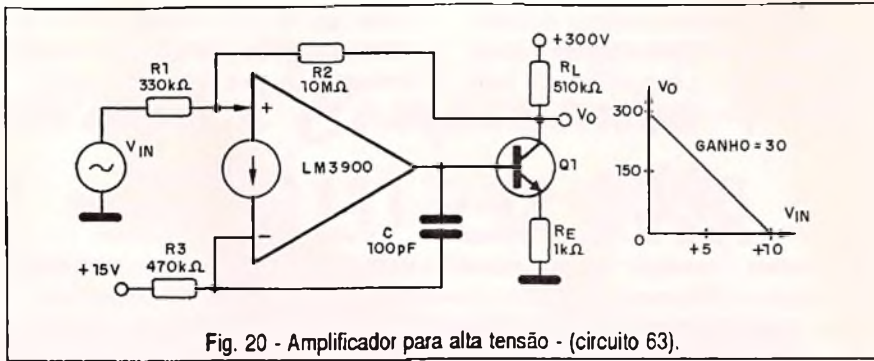 +300V
R1
330kΩ
R2
10MΩ
RL
510kΩ
VO
300
150
GANHO = 30
VIN
0
+5
+10
VIN
+
LM3900
VO
Q1
-
C
100pF
RE
1kΩ
+15V
R3
470kΩ
Fig. 20 - Amplificador para alta tensão - (circuito 63).